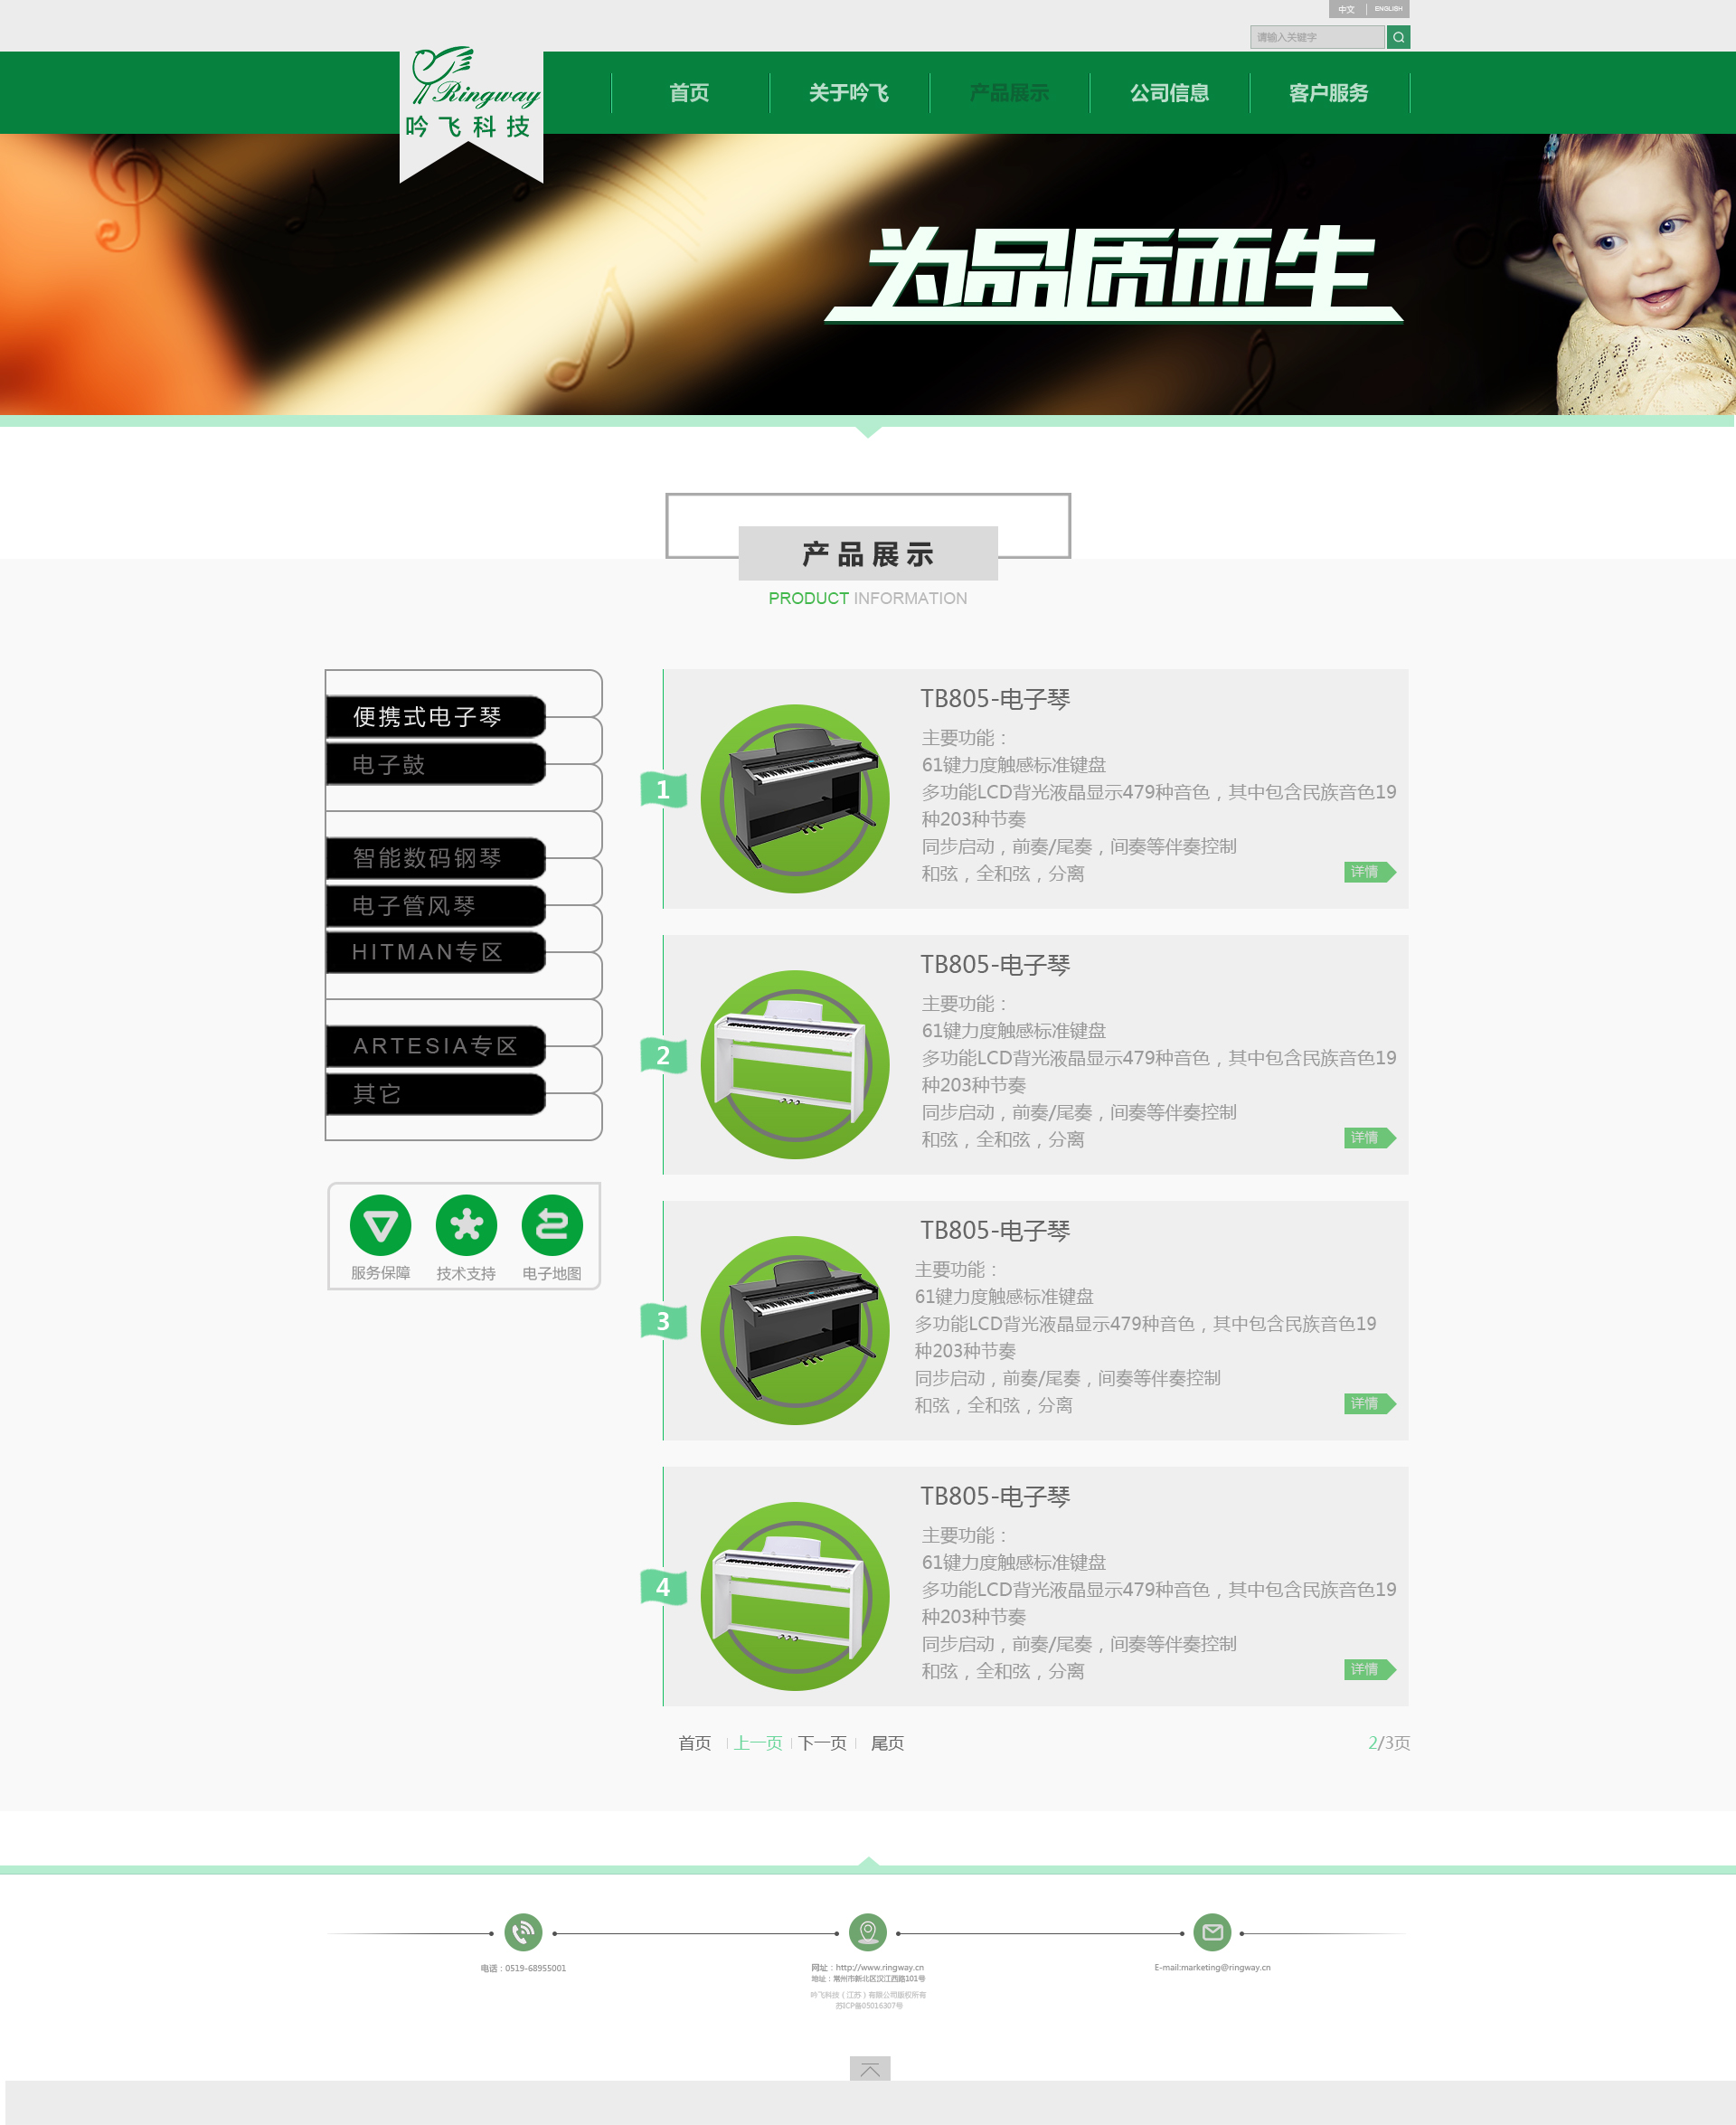 中文
ENGLISH
请输入关键字
Ringway
吟飞科技
首页
关于吟飞
产品展示
公司信息
客户服务
为品质而生
产品展示
PRODUCT INFORMATION
便携式电子琴
电子鼓
智能数码钢琴
电子管风琴
HITMAN专区
ARTESIA专区
其它
服务保障
技术支持
电子地图
1
TB805-电子琴
主要功能：
61键力度触感标准键盘
多功能LCD背光液晶显示479种音色，其中包含民族音色19
种203种节奏
同步启动，前奏/尾奏，间奏等伴奏控制
和弦，全和弦，分离
详情
2
TB805-电子琴
主要功能：
61键力度触感标准键盘
多功能LCD背光液晶显示479种音色，其中包含民族音色19
种203种节奏
同步启动，前奏/尾奏，间奏等伴奏控制
和弦，全和弦，分离
详情
3
TB805-电子琴
主要功能：
61键力度触感标准键盘
多功能LCD背光液晶显示479种音色，其中包含民族音色19
种203种节奏
同步启动，前奏/尾奏，间奏等伴奏控制
和弦，全和弦，分离
详情
4
TB805-电子琴
主要功能：
61键力度触感标准键盘
多功能LCD背光液晶显示479种音色，其中包含民族音色19
种203种节奏
同步启动，前奏/尾奏，间奏等伴奏控制
和弦，全和弦，分离
详情
首页
上一页
下一页
尾页
2/3页
电话：0519-68955001
网址：http://www.ringway.cn
地址：常州市新北区汉江西路101号
吟飞科技（江苏）有限公司版权所有
苏ICP备05016307号
E-mail:marketing@ringway.cn